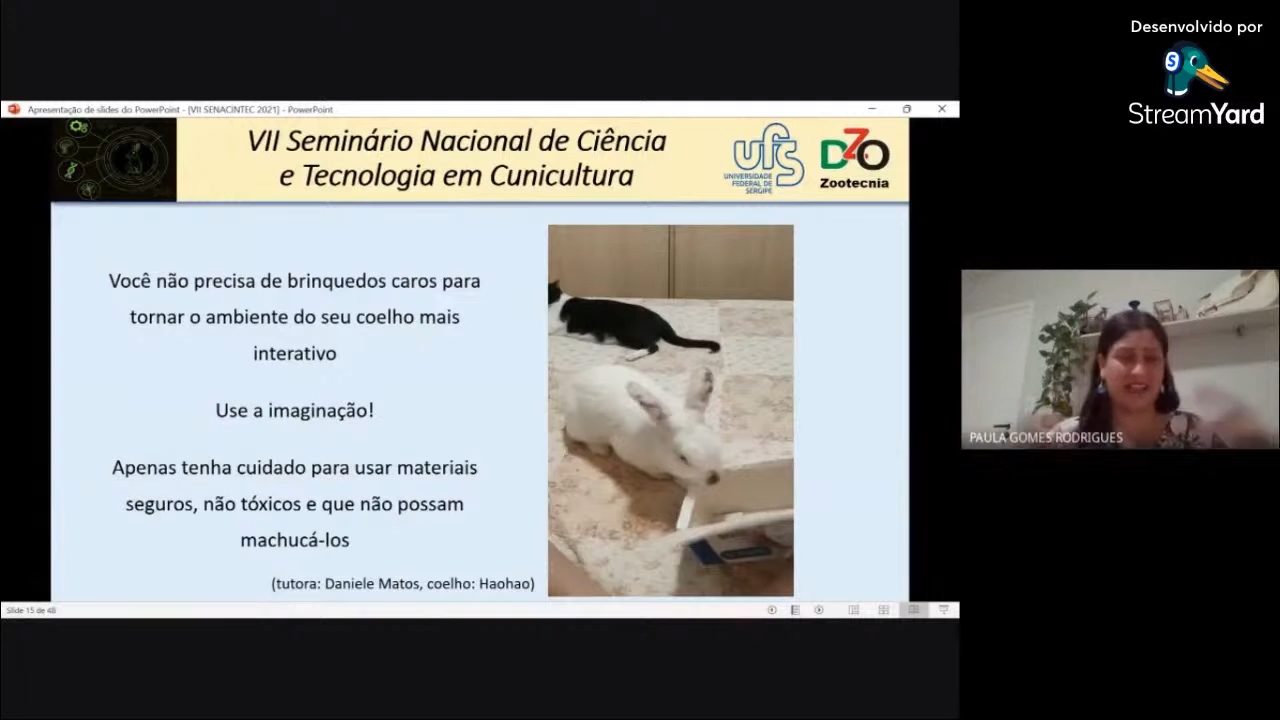 Desenvolvido por
StreamYard
Apresentação de slides do PowerPoint - [VII SENACINTEC 2021] - PowerPoint
VII Seminário Nacional de Ciência
e Tecnologia em Cunicultura
ufs
UNIVERSIDADE
FEDERAL DE
SERGIPE
DZO
Zootecnia
Você não precisa de brinquedos caros para
tornar o ambiente do seu coelho mais
interativo
Use a imaginação!
Apenas tenha cuidado para usar materiais
seguros, não tóxicos e que não possam
machucá-los
(tutora: Daniele Matos, coelho: Haohao)
PAULA GOMES RODRIGUES
Slide 15 de 48